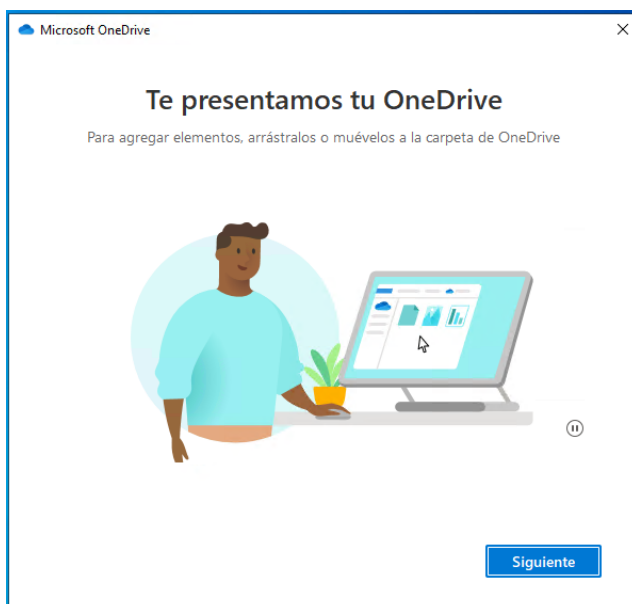 Microsoft OneDrive
Te presentamos tu OneDrive
Para agregar elementos, arrástralos o muévelos a la carpeta de OneDrive
Siguiente